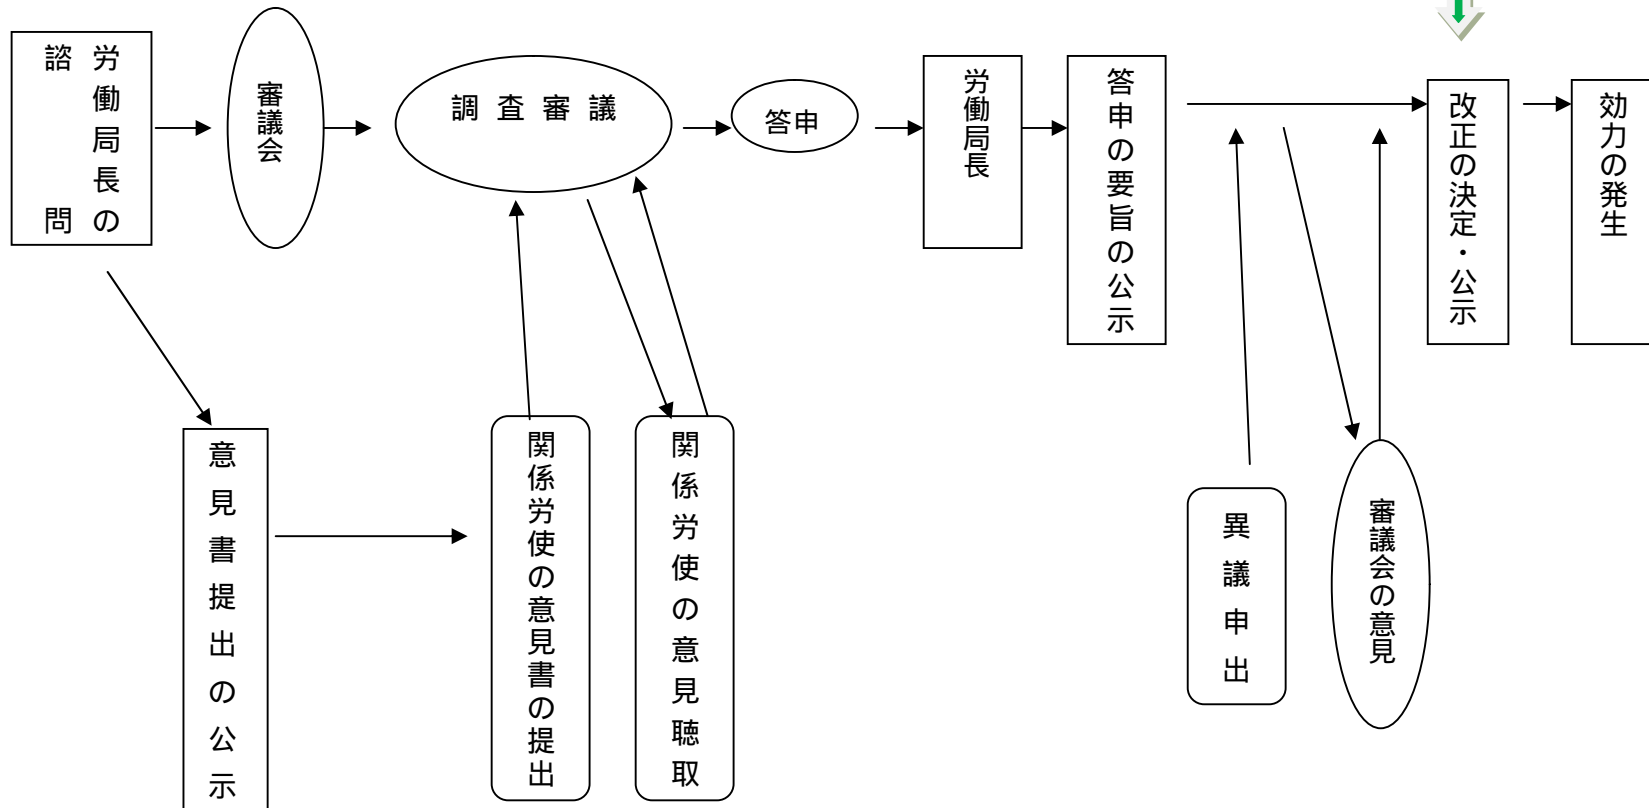 労働局長の
諮問
審議会
調査審議
答申
労働局長
答申の要旨の公示
改正の決定・公示
効力の発生
意見書提出の公示
関係労使の意見書の提出
関係労使の意見聴取
異議申出
審議会の意見